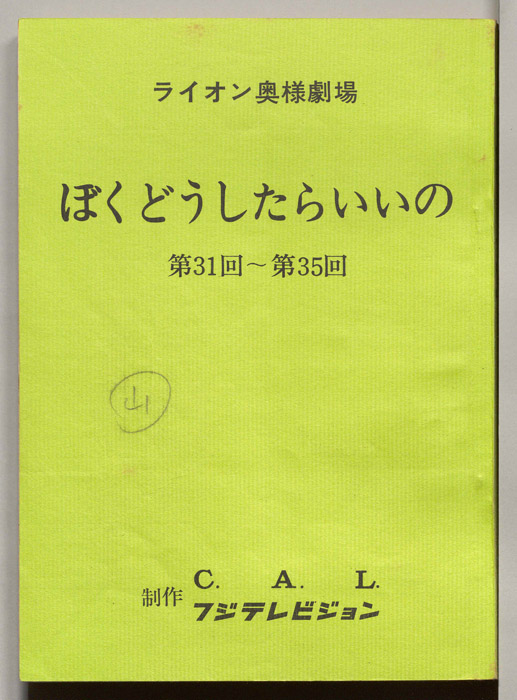 ライオン奥様劇場
ぼくどうしたらいいの
第31回～第35回
山
制作 C. A. L.
フジテレビジョン